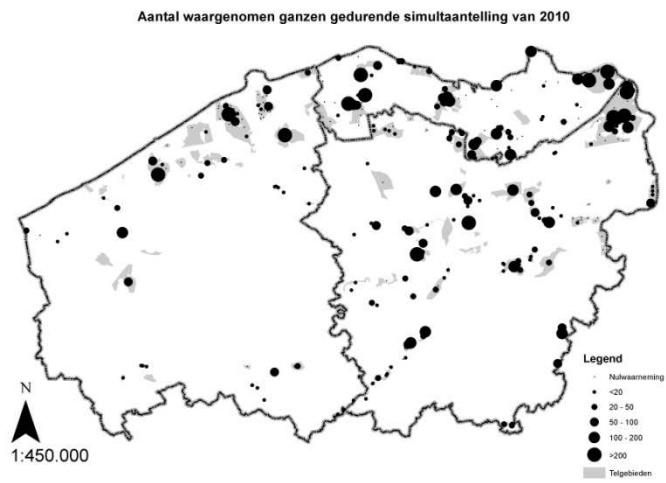 Aantal waargenomen ganzen gedurende simultaantelling van 2010
N
1:450.000
Legend
Nulwaarneming
<20
20 - 50
50 - 100
100 - 200
>200
Telgebieden